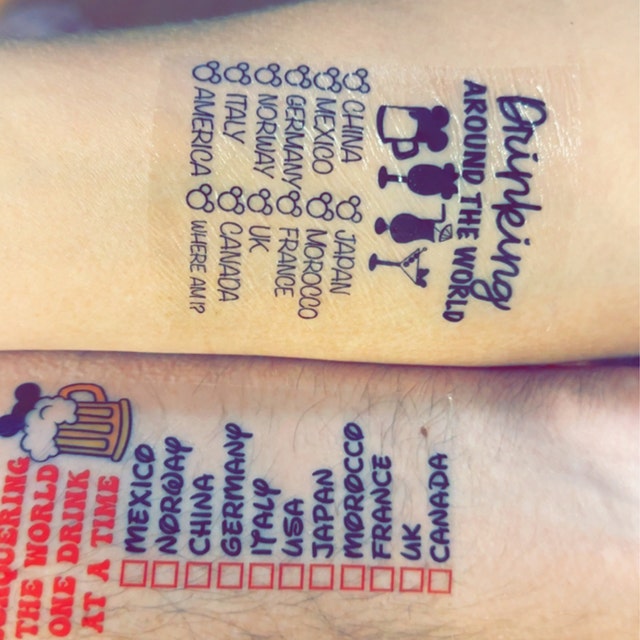 Drinking
AROUND THE WORLD
CHINA JAPAN
MEXICO MOROCCO
GERMANY FRANCE
NORWAY UK
ITALY CANADA
AMERICA WHERE AM I?
THE WORLD
ONE DRINK
AT A TIME
MEXICO
NORWAY
CHINA
GERMANY
ITALY
USA
JAPAN
MOROCCO
FRANCE
UK
CANADA